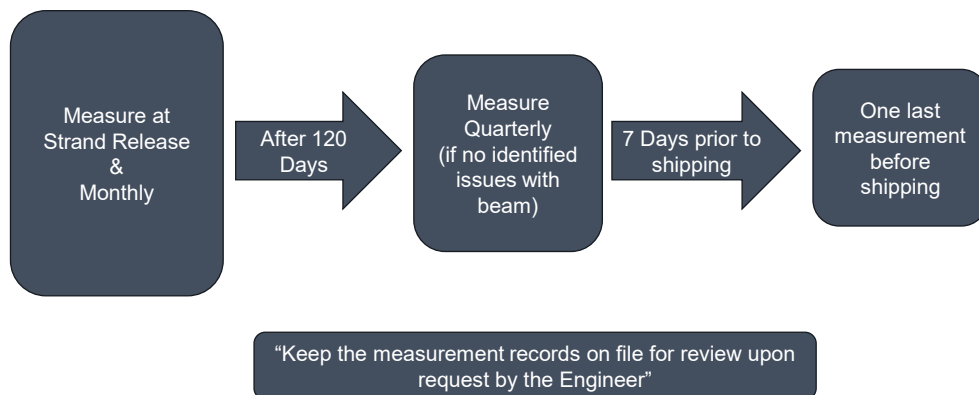 Measure at
Strand Release
&
Monthly
After 120
Days
Measure
Quarterly
(if no identified
issues with
beam)
7 Days prior to
shipping
One last
measurement
before
shipping
“Keep the measurement records on file for review upon
request by the Engineer”